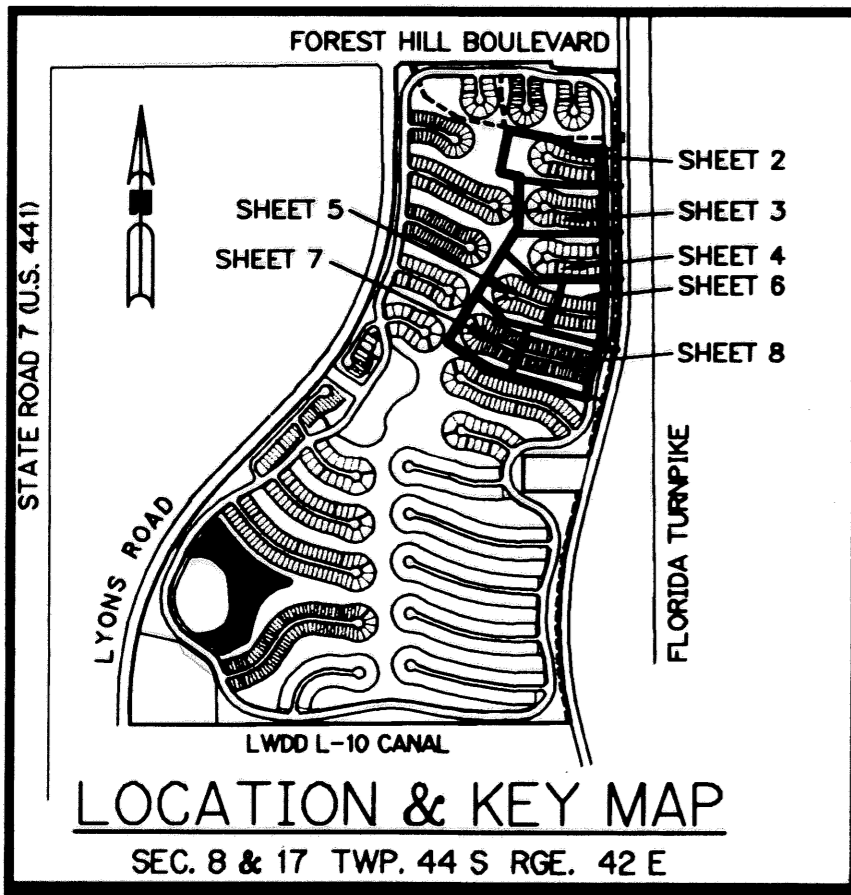 FOREST HILL BOULEVARD
SHEET 2
SHEET 3
SHEET 5
SHEET 4
SHEET 7
SHEET 6
SHEET 8
STATE ROAD 7 (U.S. 441)
LYONS ROAD
FLORIDA TURNPIKE
LWDD L-10 CANAL
LOCATION & KEY MAP
SEC. 8 & 17 TWP. 44 S RGE. 42 E